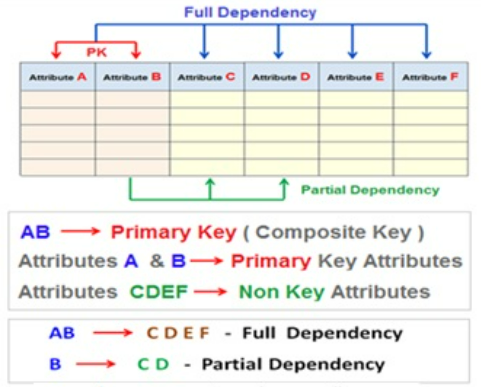 Full Dependency
PK
Attribute A Attribute B Attribute C Attribute D Attribute E Attribute F
Partial Dependency
AB → Primary Key ( Composite Key )
Attributes A & B → Primary Key Attributes
Attributes CDEF → Non Key Attributes
AB → C D E F - Full Dependency
B → C D - Partial Dependency